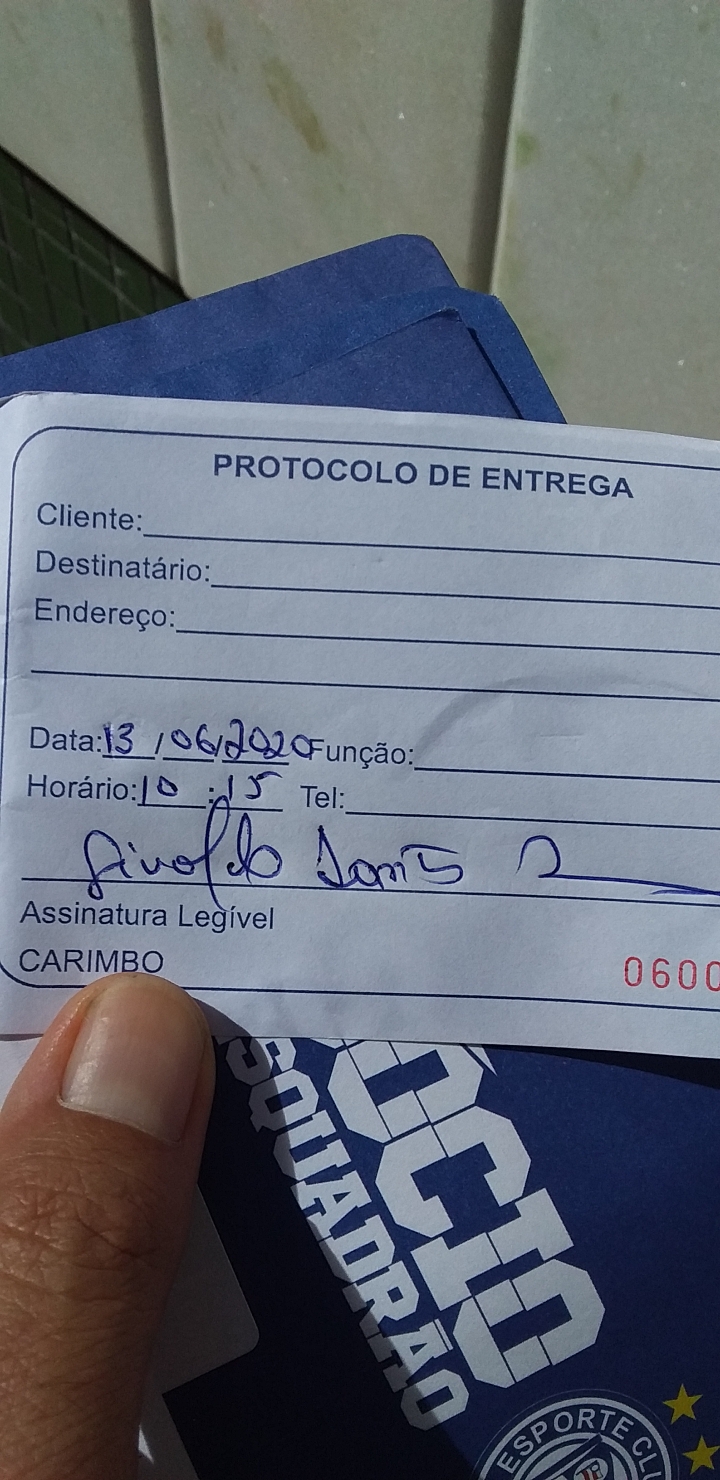 PROTOCOLO DE ENTREGA
Cliente:
Destinatário:
Endereço:
Data: 13/06/2020 Função:
Horário: 10:15 Tel:
Assinatura Legível
CARIMBO
0600
SQUADRÃO
ÓCIO
ESPORTE CL